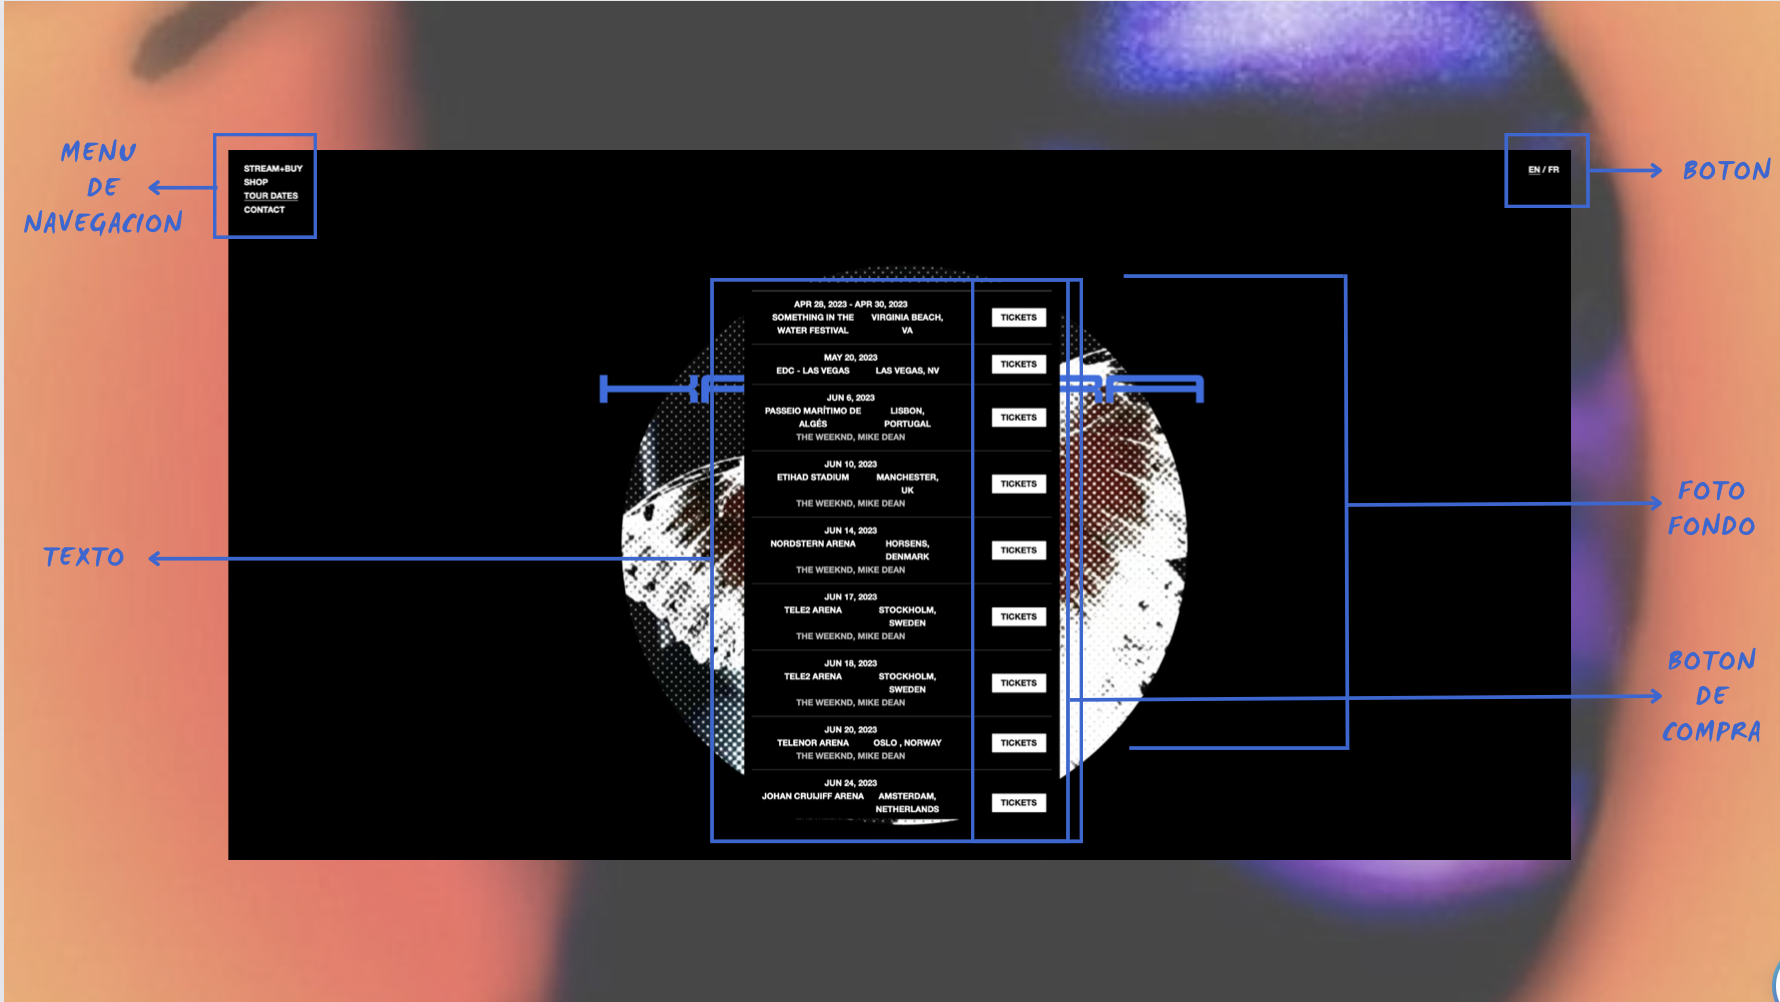 MENU
DE
NAVEGACION
STREAM+BUY
SHOP
TOUR DATES
CONTACT
EN / FR
BOTON
APR 28, 2023 - APR 30, 2023
SOMETHING IN THE VIRGINIA BEACH,
WATER FESTIVAL VA
TICKETS
MAY 20, 2023
EDC - LAS VEGAS LAS VEGAS, NV
TICKETS
JUN 6, 2023
PASSEIO MARÍTIMO DE LISBON,
ALGÉS PORTUGAL
THE WEEKND, MIKE DEAN
TICKETS
JUN 10, 2023
ETIHAD STADIUM MANCHESTER,
UK
THE WEEKND, MIKE DEAN
TICKETS
JUN 14, 2023
NORDSTERN ARENA HORSENS,
DENMARK
THE WEEKND, MIKE DEAN
TICKETS
JUN 17, 2023
TELE2 ARENA STOCKHOLM,
SWEDEN
THE WEEKND, MIKE DEAN
TICKETS
JUN 18, 2023
TELE2 ARENA STOCKHOLM,
SWEDEN
THE WEEKND, MIKE DEAN
TICKETS
JUN 20, 2023
TELENOR ARENA OSLO , NORWAY
THE WEEKND, MIKE DEAN
TICKETS
JUN 24, 2023
JOHAN CRUIJIFF ARENA AMSTERDAM,
NETHERLANDS
TICKETS
TEXTO
FOTO
FONDO
BOTON
DE
COMPRA